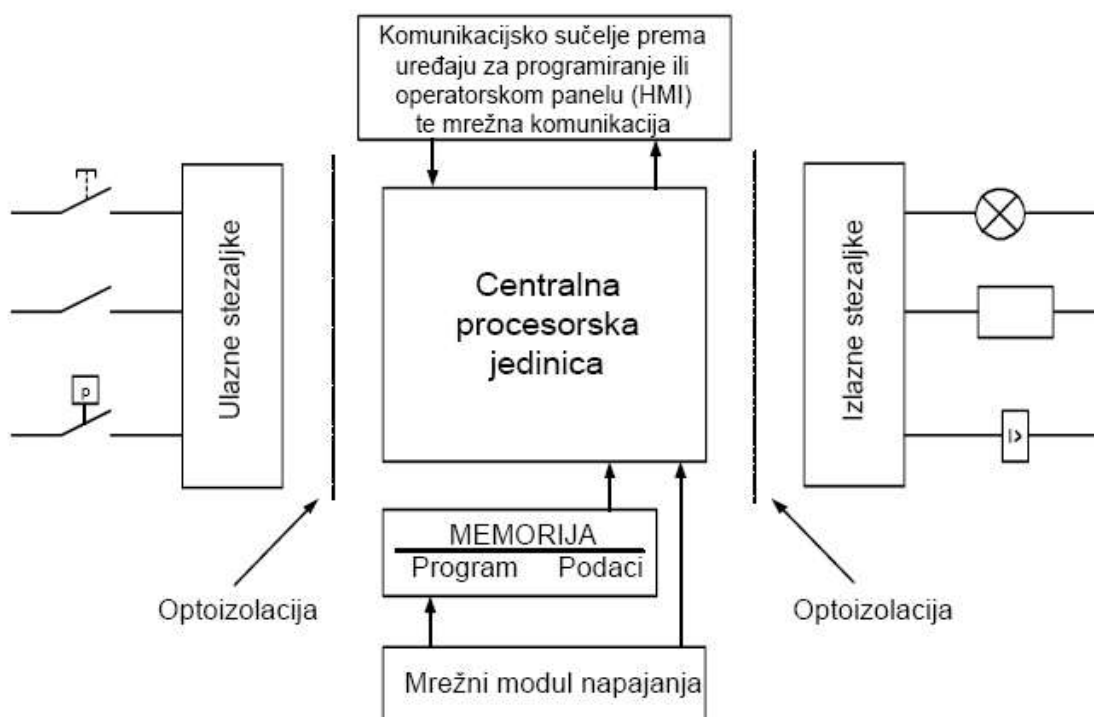 Komunikacijsko sučelje prema
uređaju za programiranje ili
operatorskom panelu (HMI)
te mrežna komunikacija
Ulazne stezaljke
p
Centralna
procesorska
jedinica
Izlazne stezaljke
I>
MEMORIJA
Program Podaci
Optoizolacija
Optoizolacija
Mrežni modul napajanja